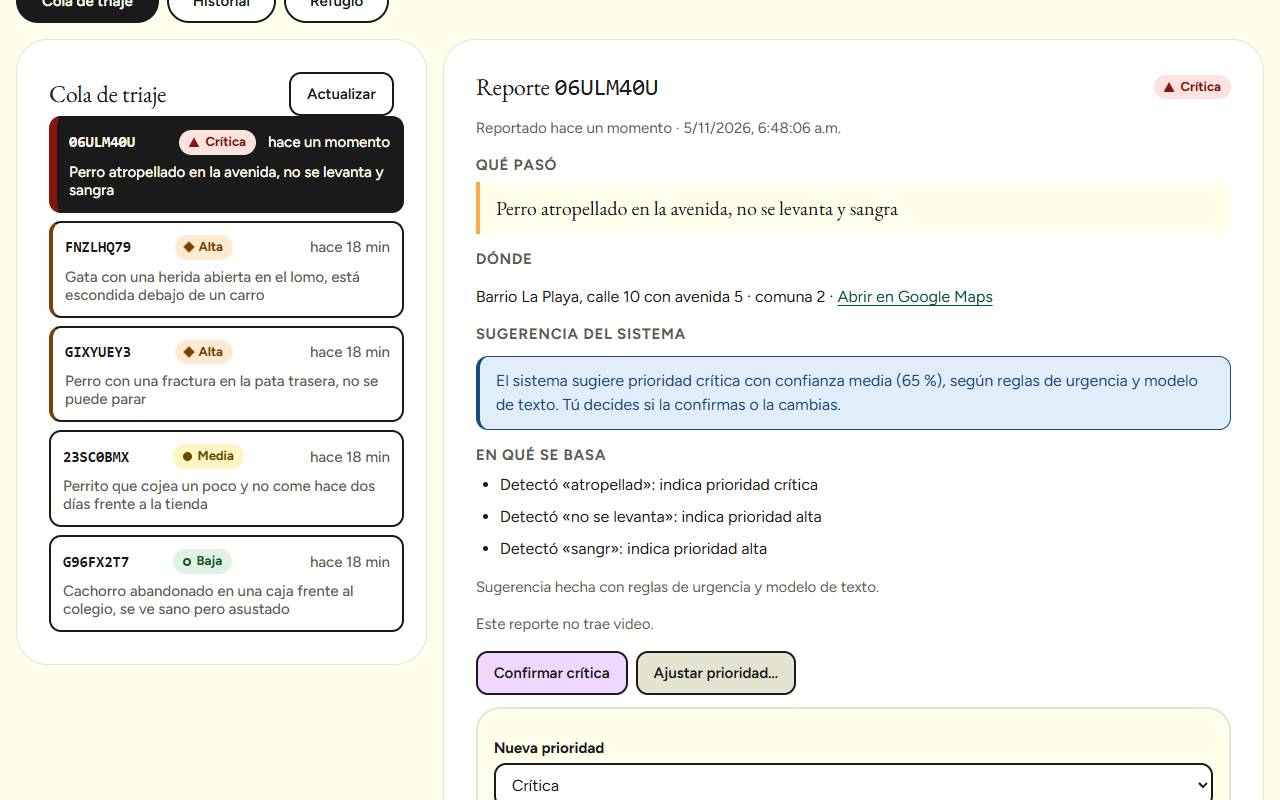 Cola de triaje
Historial
Refugio
Cola de triaje
Actualizar
06ULM40U
Crítica
hace un momento
Perro atropellado en la avenida, no se levanta y
sangra
FNZLHQ79
Alta
hace 18 min
Gata con una herida abierta en el lomo, está
escondida debajo de un carro
GIXYUEY3
Alta
hace 18 min
Perro con una fractura en la pata trasera, no se
puede parar
23SC0BMX
Media
hace 18 min
Perrito que cojea un poco y no come hace dos
días frente a la tienda
G96FX2T7
Baja
hace 18 min
Cachorro abandonado en una caja frente al
colegio, se ve sano pero asustado
Reporte 06ULM40U
Crítica
Reportado hace un momento · 5/11/2026, 6:48:06 a.m.
QUÉ PASÓ
Perro atropellado en la avenida, no se levanta y sangra
DÓNDE
Barrio La Playa, calle 10 con avenida 5 · comuna 2 · Abrir en Google Maps
SUGERENCIA DEL SISTEMA
El sistema sugiere prioridad crítica con confianza media (65 %), según reglas de urgencia y modelo
de texto. Tú decides si la confirmas o la cambias.
EN QUÉ SE BASA
• Detectó «atropellad»: indica prioridad crítica
• Detectó «no se levanta»: indica prioridad alta
• Detectó «sangr»: indica prioridad alta
Sugerencia hecha con reglas de urgencia y modelo de texto.
Este reporte no trae video.
Confirmar crítica
Ajustar prioridad…
Nueva prioridad
Crítica